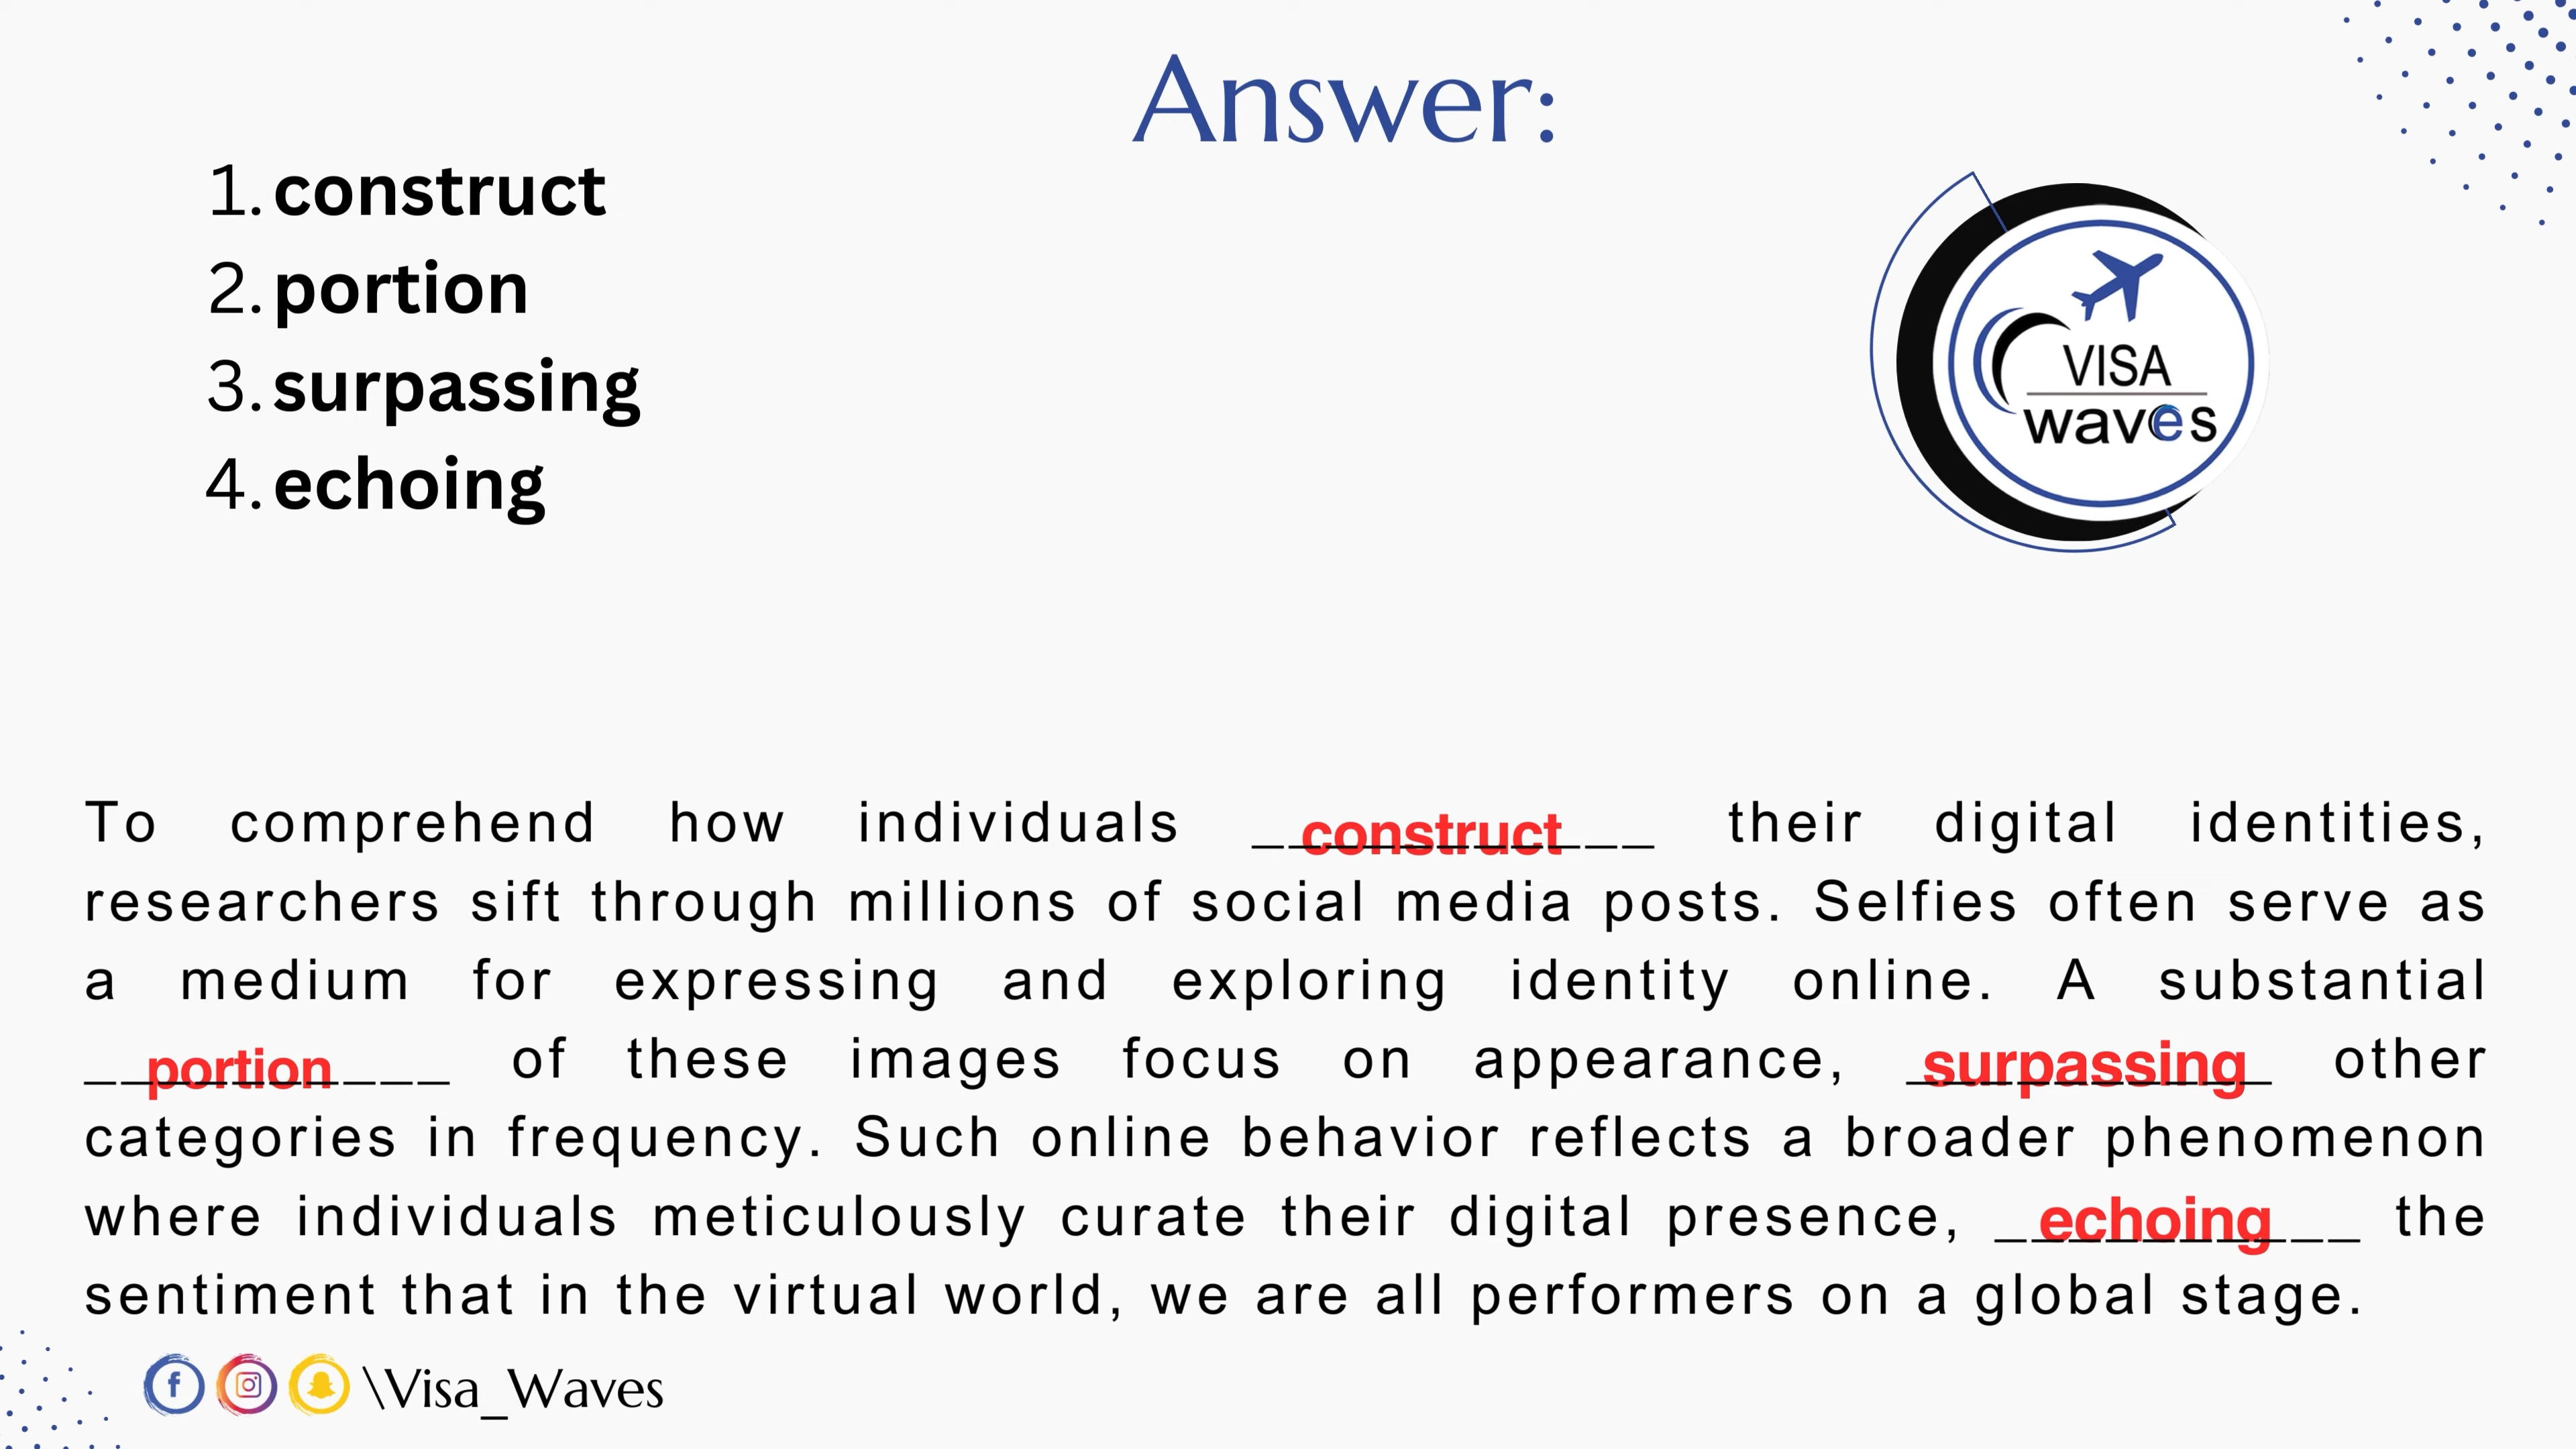 Answer:
1. construct
2. portion
3. surpassing
4. echoing
VISA
waves
To comprehend how individuals ___construct___ their digital identities,
researchers sift through millions of social media posts. Selfies often serve as
a medium for expressing and exploring identity online. A substantial
__portion___ of these images focus on appearance, _surpassing_ other
categories in frequency. Such online behavior reflects a broader phenomenon
where individuals meticulously curate their digital presence, _echoing__ the
sentiment that in the virtual world, we are all performers on a global stage.
\Visa_Waves